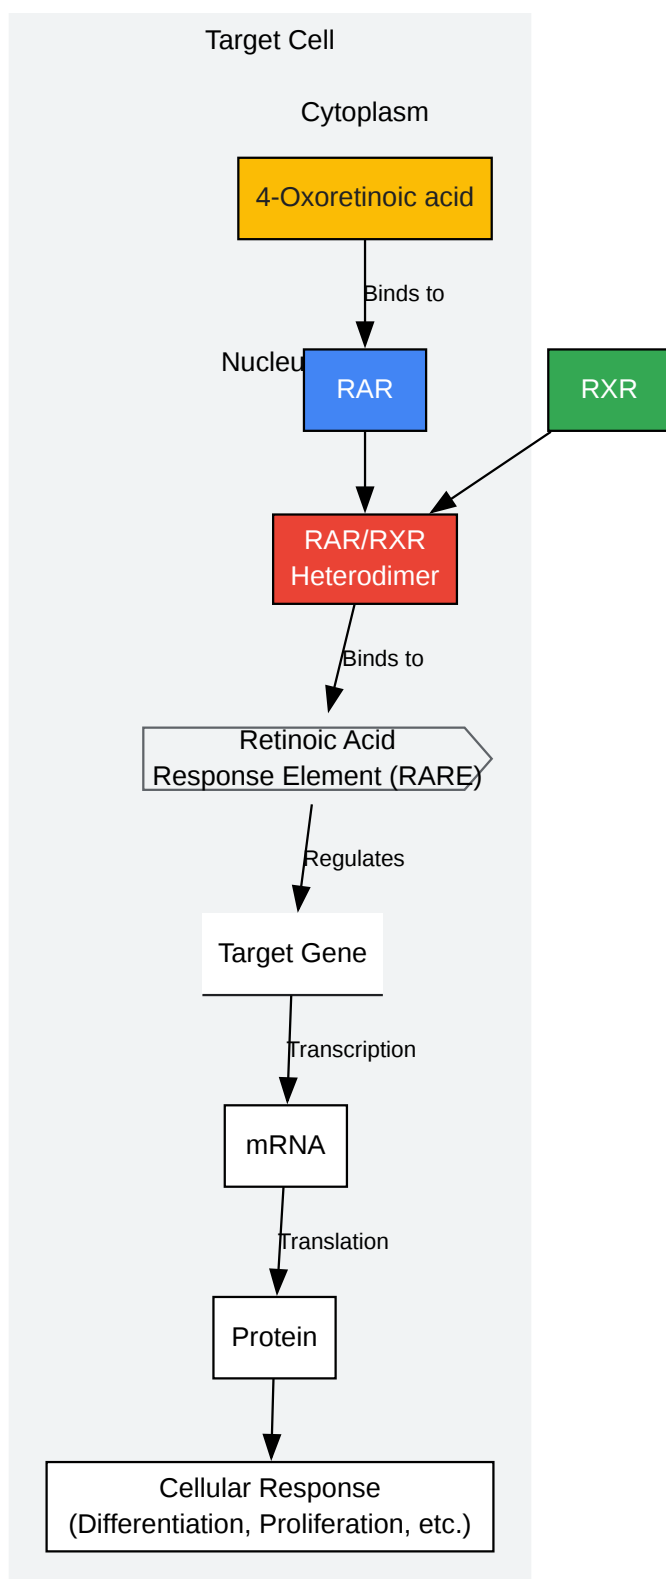 Target Cell
Cytoplasm
4-Oxoretinoic acid
Binds to
Nucleu
RAR
RXR
RAR/RXR
Heterodimer
Binds to
Retinoic Acid
Response Element (RARE)
Regulates
Target Gene
Transcription
mRNA
Translation
Protein
Cellular Response
(Differentiation, Proliferation, etc.)